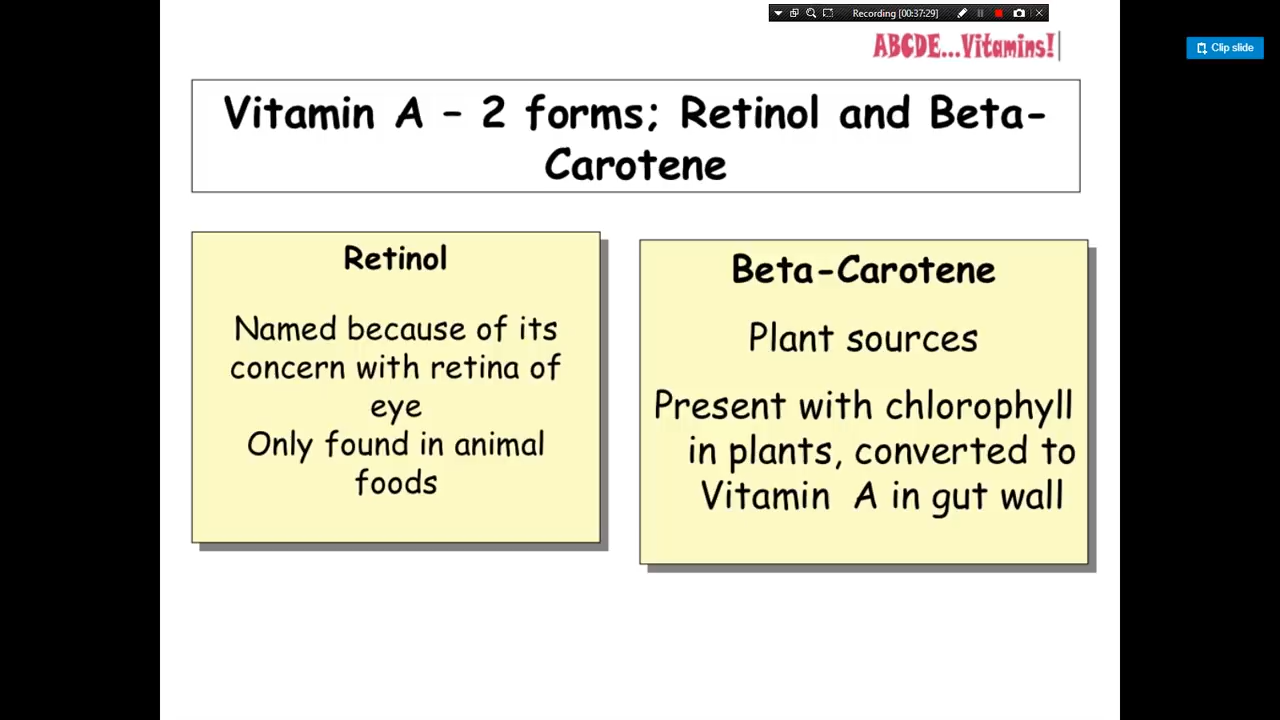 Recording [00:37:29]
ABCDE...Vitamins!
Clip slide
Vitamin A – 2 forms; Retinol and Beta-
Carotene
Retinol
Named because of its
concern with retina of
eye
Only found in animal
foods
Beta-Carotene
Plant sources
Present with chlorophyll
in plants, converted to
Vitamin A in gut wall